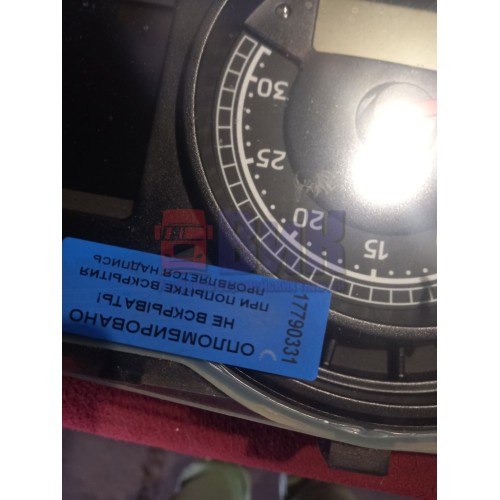 ОПЛОМБИРОВАНО
НЕ ВСКРЫВАТЬ!
ПРИ ПОПЫТКЕ ВСКРЫТИЯ
ПРОЯВЛЯЕТСЯ НАДПИСЬ
17790331
15
20
25
30